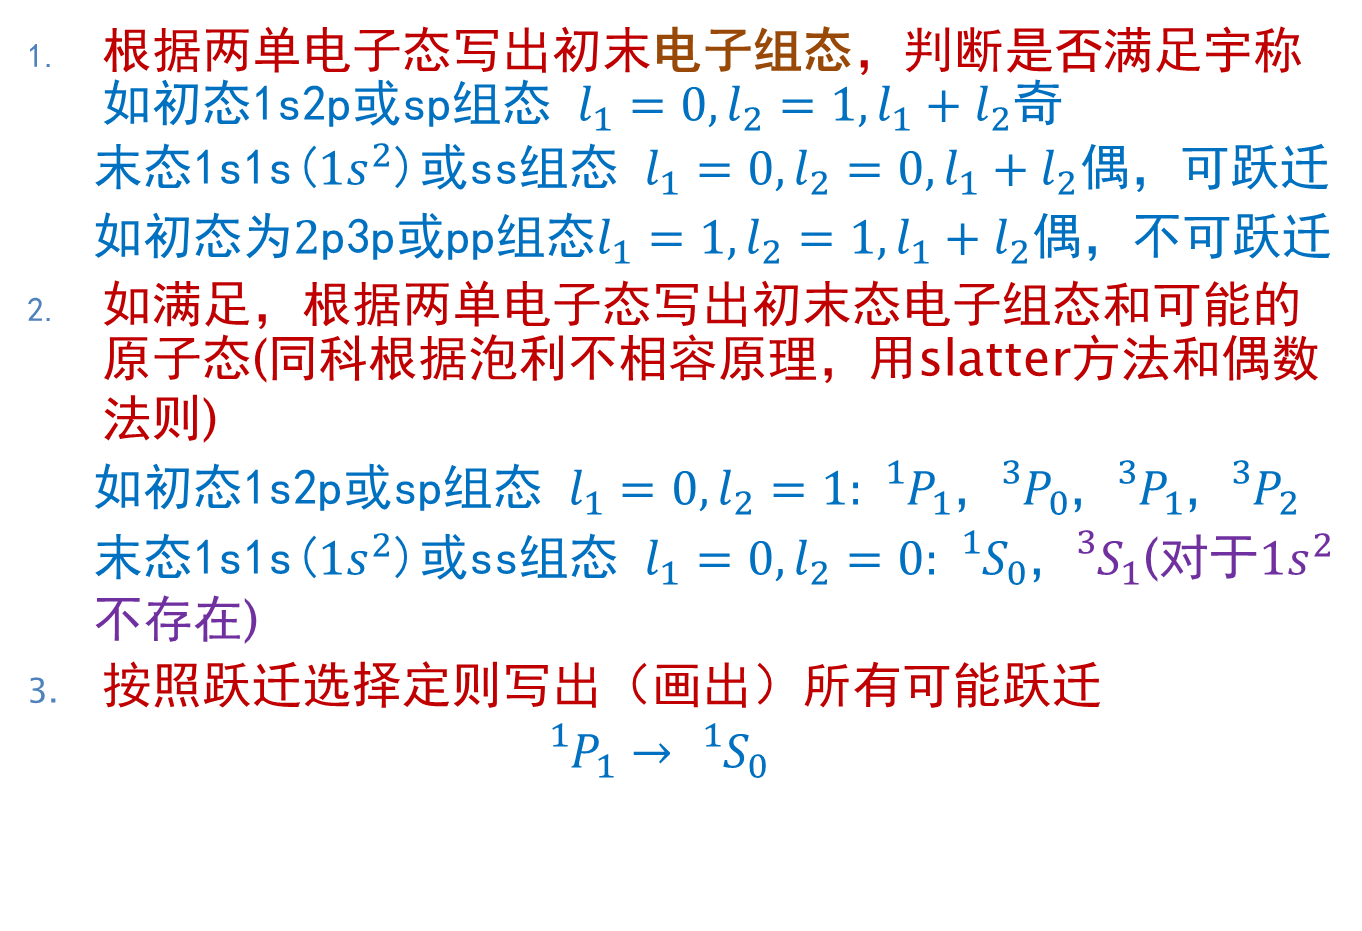 1. 根据两单电子态写出初末电子组态，判断是否满足宇称
如初态1s2p或sp组态 l₁ = 0, l₂ = 1, l₁ + l₂奇
末态1s1s(1s²)或ss组态 l₁ = 0, l₂ = 0, l₁ + l₂偶，可跃迁
如初态为2p3p或pp组态l₁ = 1, l₂ = 1, l₁ + l₂偶，不可跃迁
2. 如满足，根据两单电子态写出初末态电子组态和可能的
原子态(同科根据泡利不相容原理，用slatter方法和偶数
法则)
如初态1s2p或sp组态 l₁ = 0, l₂ = 1: ¹P₁，³P₀，³P₁，³P₂
末态1s1s(1s²)或ss组态 l₁ = 0, l₂ = 0: ¹S₀，³S₁(对于1s²
不存在)
3. 按照跃迁选择定则写出（画出）所有可能跃迁
¹P₁ → ¹S₀